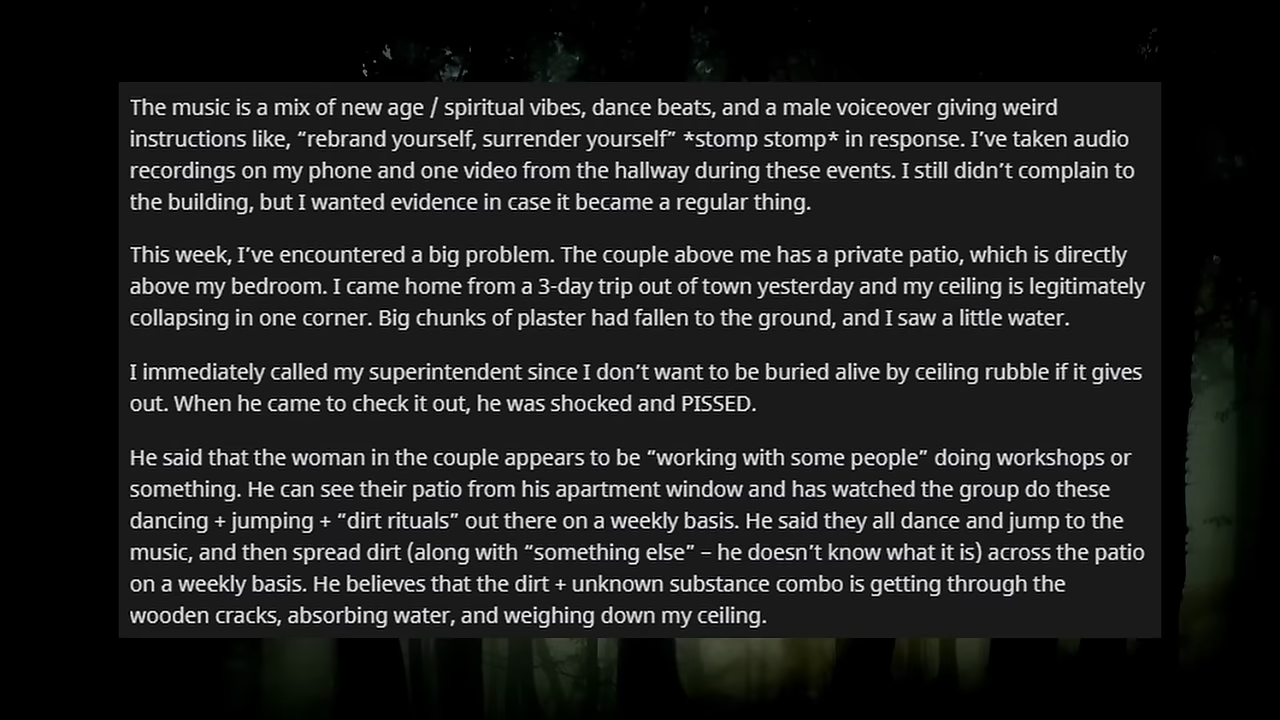 The music is a mix of new age / spiritual vibes, dance beats, and a male voiceover giving weird
instructions like, “rebrand yourself, surrender yourself” *stomp stomp* in response. I’ve taken audio
recordings on my phone and one video from the hallway during these events. I still didn’t complain to
the building, but I wanted evidence in case it became a regular thing.
This week, I’ve encountered a big problem. The couple above me has a private patio, which is directly
above my bedroom. I came home from a 3-day trip out of town yesterday and my ceiling is legitimately
collapsing in one corner. Big chunks of plaster had fallen to the ground, and I saw a little water.
I immediately called my superintendent since I don’t want to be buried alive by ceiling rubble if it gives
out. When he came to check it out, he was shocked and PISSED.
He said that the woman in the couple appears to be “working with some people” doing workshops or
something. He can see their patio from his apartment window and has watched the group do these
dancing + jumping + “dirt rituals” out there on a weekly basis. He said they all dance and jump to the
music, and then spread dirt (along with “something else” – he doesn’t know what it is) across the patio
on a weekly basis. He believes that the dirt + unknown substance combo is getting through the
wooden cracks, absorbing water, and weighing down my ceiling.